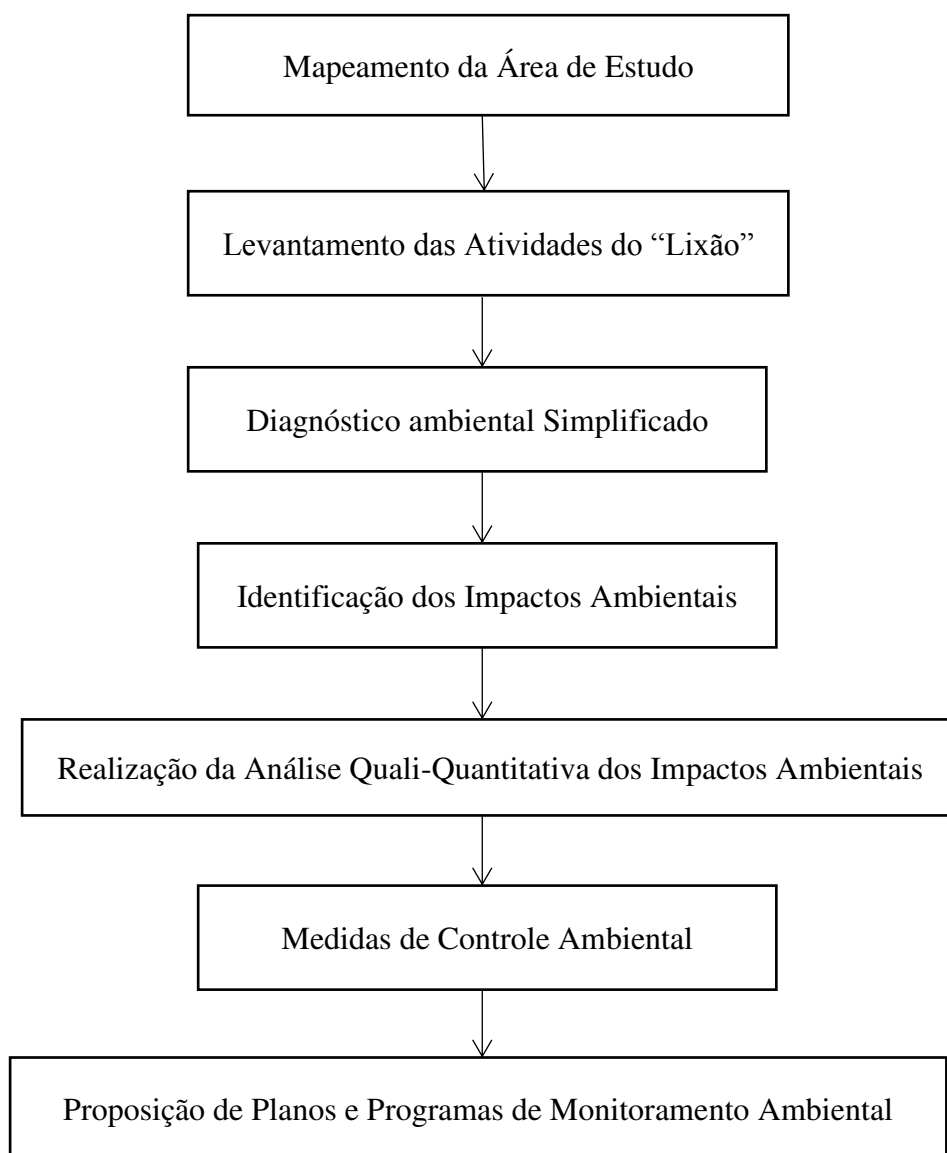 Mapeamento da Área de Estudo
Levantamento das Atividades do “Lixão”
Diagnóstico ambiental Simplificado
Identificação dos Impactos Ambientais
Realização da Análise Quali-Quantitativa dos Impactos Ambientais
Medidas de Controle Ambiental
Proposição de Planos e Programas de Monitoramento Ambiental